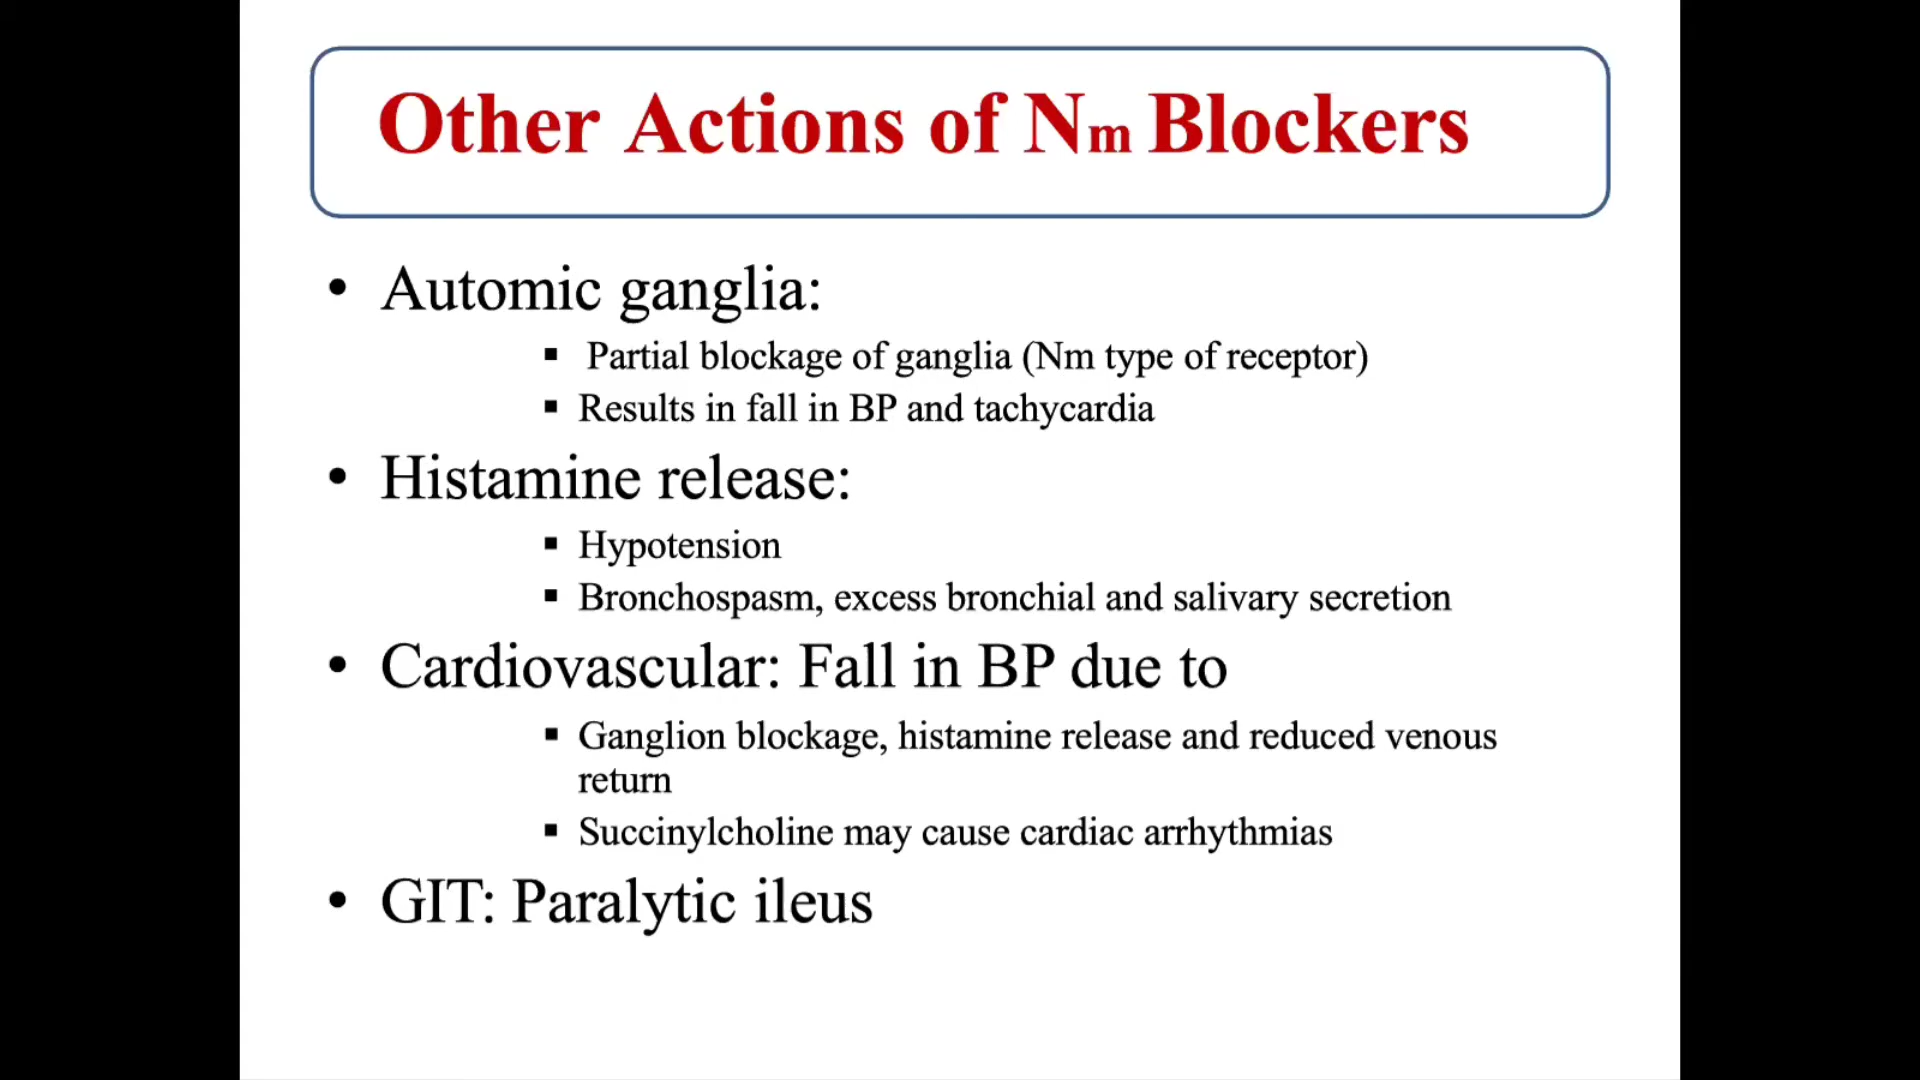 Other Actions of Nm Blockers
• Automic ganglia:
▪ Partial blockage of ganglia (Nm type of receptor)
▪ Results in fall in BP and tachycardia
• Histamine release:
▪ Hypotension
▪ Bronchospasm, excess bronchial and salivary secretion
• Cardiovascular: Fall in BP due to
▪ Ganglion blockage, histamine release and reduced venous
return
▪ Succinylcholine may cause cardiac arrhythmias
• GIT: Paralytic ileus